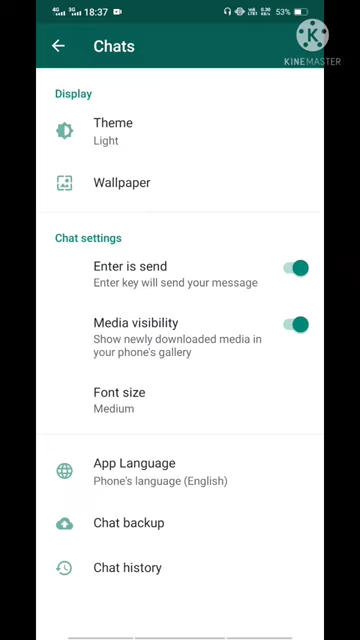 4G 3G 18:37 53%
K
KINEMASTER
Chats
Display
Theme
Light
Wallpaper
Chat settings
Enter is send
Enter key will send your message
Media visibility
Show newly downloaded media in
your phone's gallery
Font size
Medium
App Language
Phone's language (English)
Chat backup
Chat history